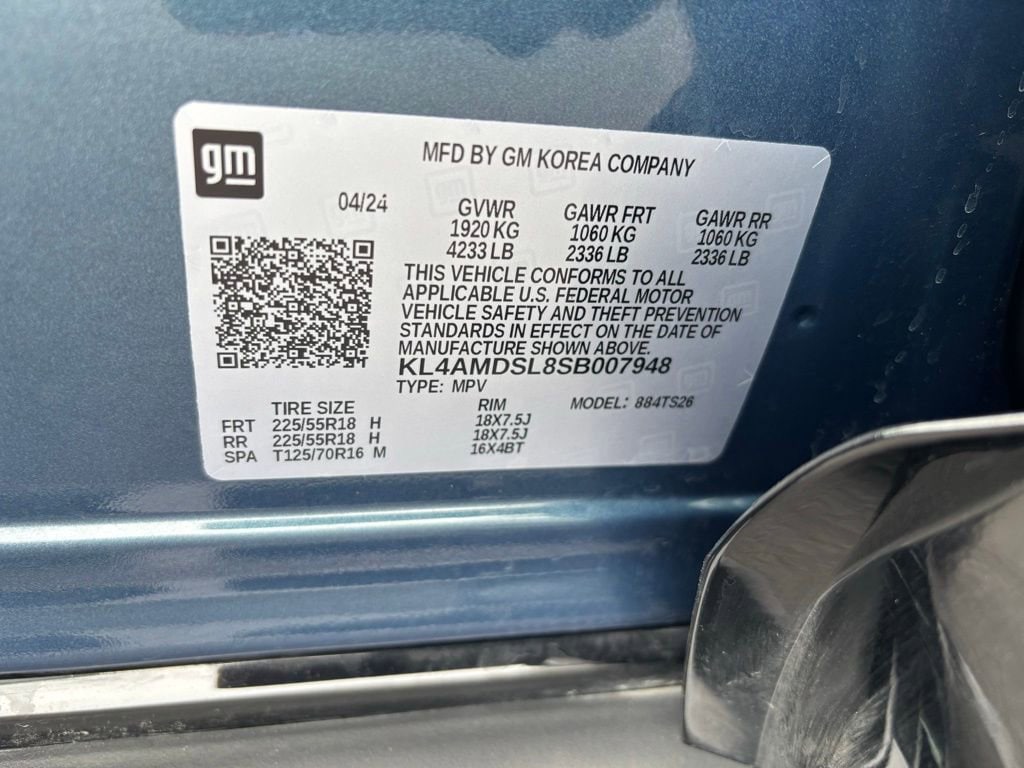 gm
MFD BY GM KOREA COMPANY
04/24
GVWR GAWR FRT GAWR RR
1920 KG 1060 KG 1060 KG
4233 LB 2336 LB 2336 LB
THIS VEHICLE CONFORMS TO ALL
APPLICABLE U.S. FEDERAL MOTOR
VEHICLE SAFETY AND THEFT PREVENTION
STANDARDS IN EFFECT ON THE DATE OF
MANUFACTURE SHOWN ABOVE.
KL4AMDSL8SB007948
TYPE: MPV MODEL: 884TS26
TIRE SIZE RIM
FRT 225/55R18 H 18X7.5J
RR 225/55R18 H 18X7.5J
SPA T125/70R16 M 16X4BT